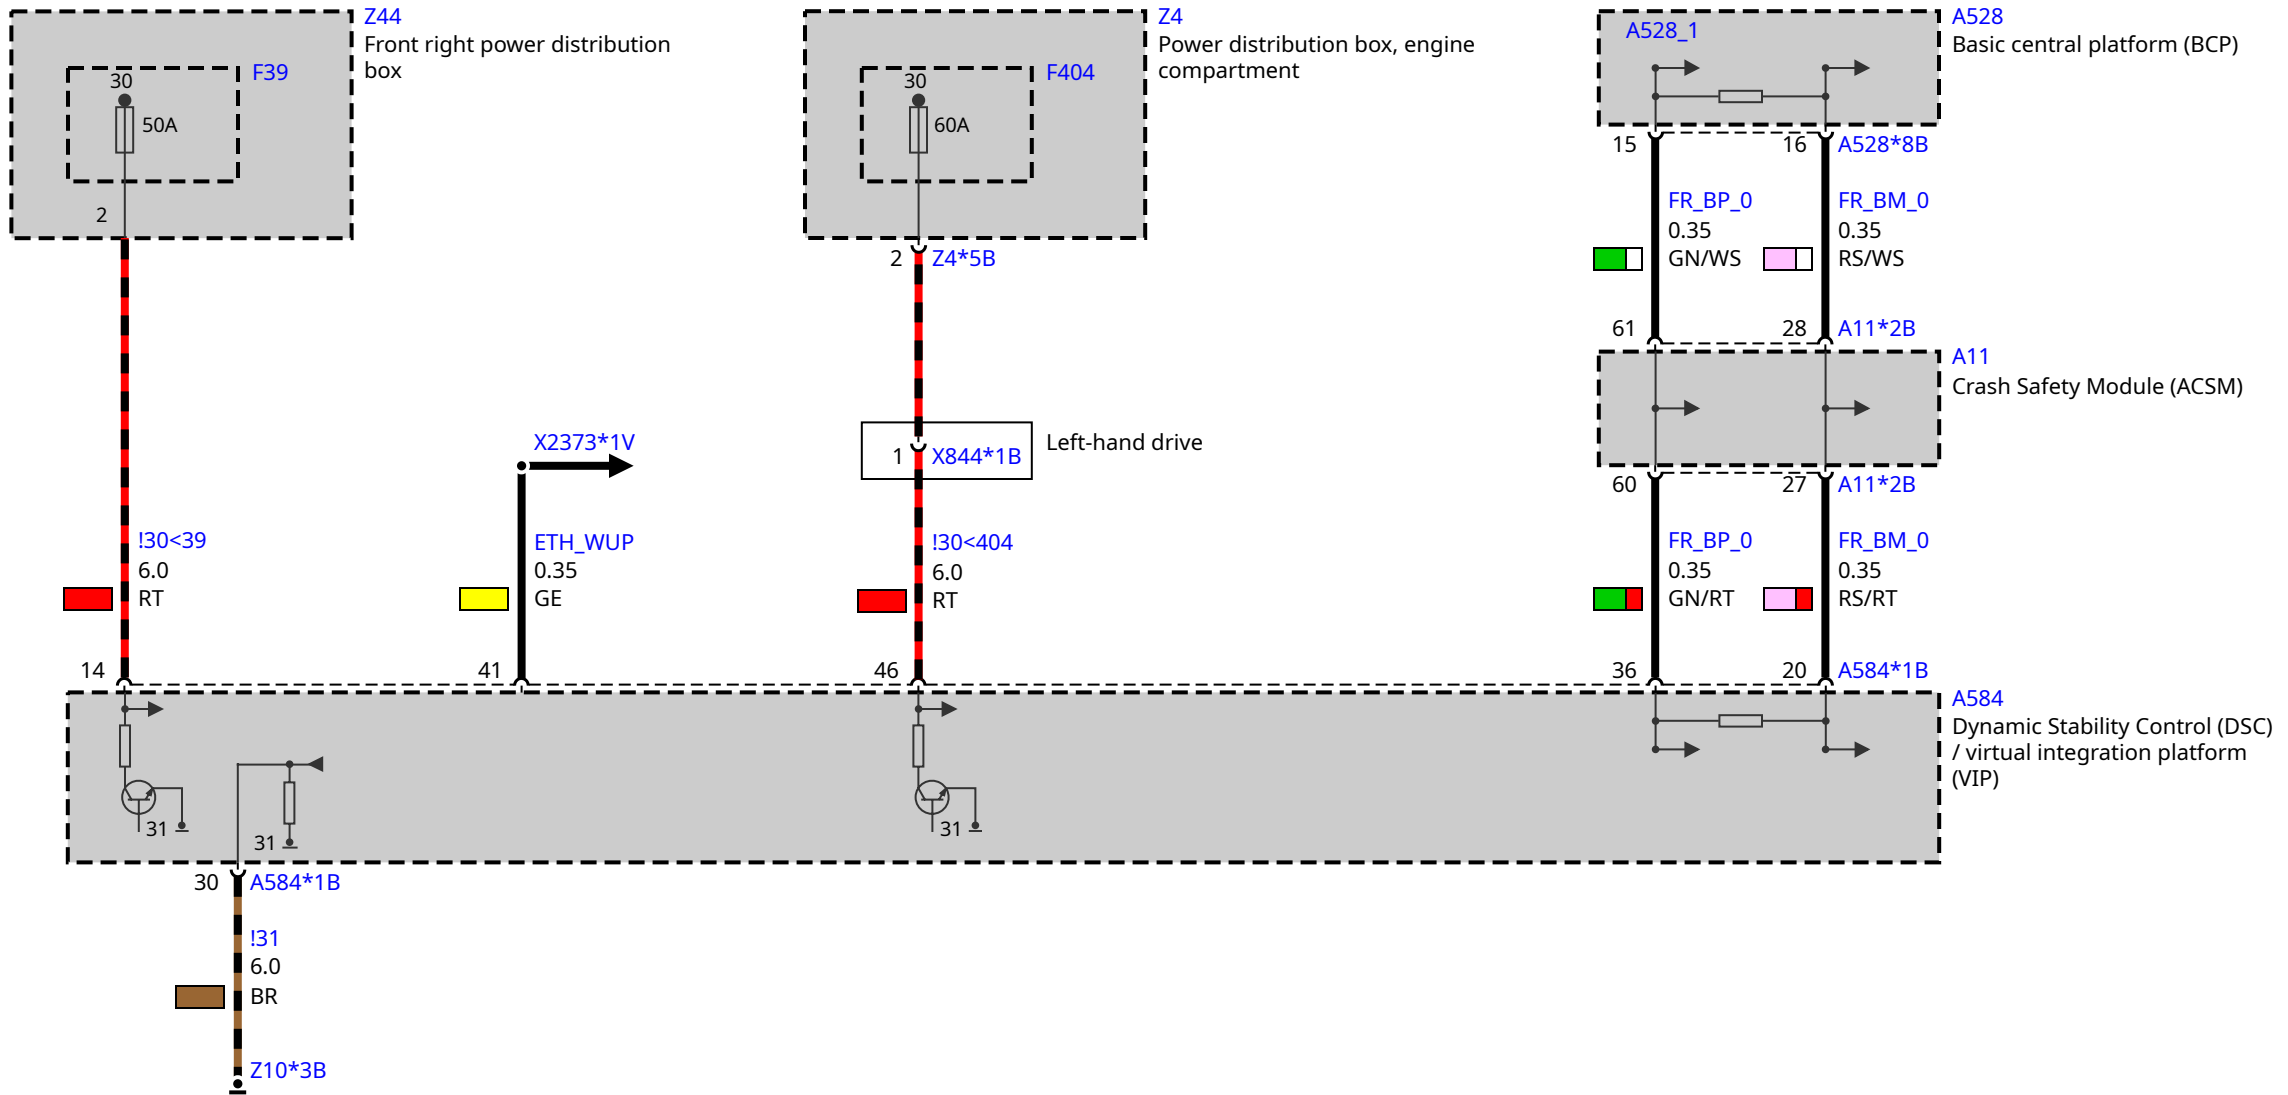 Z44
Front right power distribution
box
F39
30
50A
2
Z4
Power distribution box, engine
compartment
F404
30
60A
2
Z4*5B
A528
Basic central platform (BCP)
A528_1
15
16
A528*8B
FR_BP_0
0.35
GN/WS
FR_BM_0
0.35
RS/WS
61
28
A11*2B
A11
Crash Safety Module (ACSM)
60
27
A11*2B
X2373*1V
1
X844*1B
Left-hand drive
!30<39
6.0
RT
ETH_WUP
0.35
GE
!30<404
6.0
RT
FR_BP_0
0.35
GN/RT
FR_BM_0
0.35
RS/RT
14
41
46
36
20
A584*1B
A584
Dynamic Stability Control (DSC)
/ virtual integration platform
(VIP)
31
31
31
30
A584*1B
!31
6.0
BR
Z10*3B